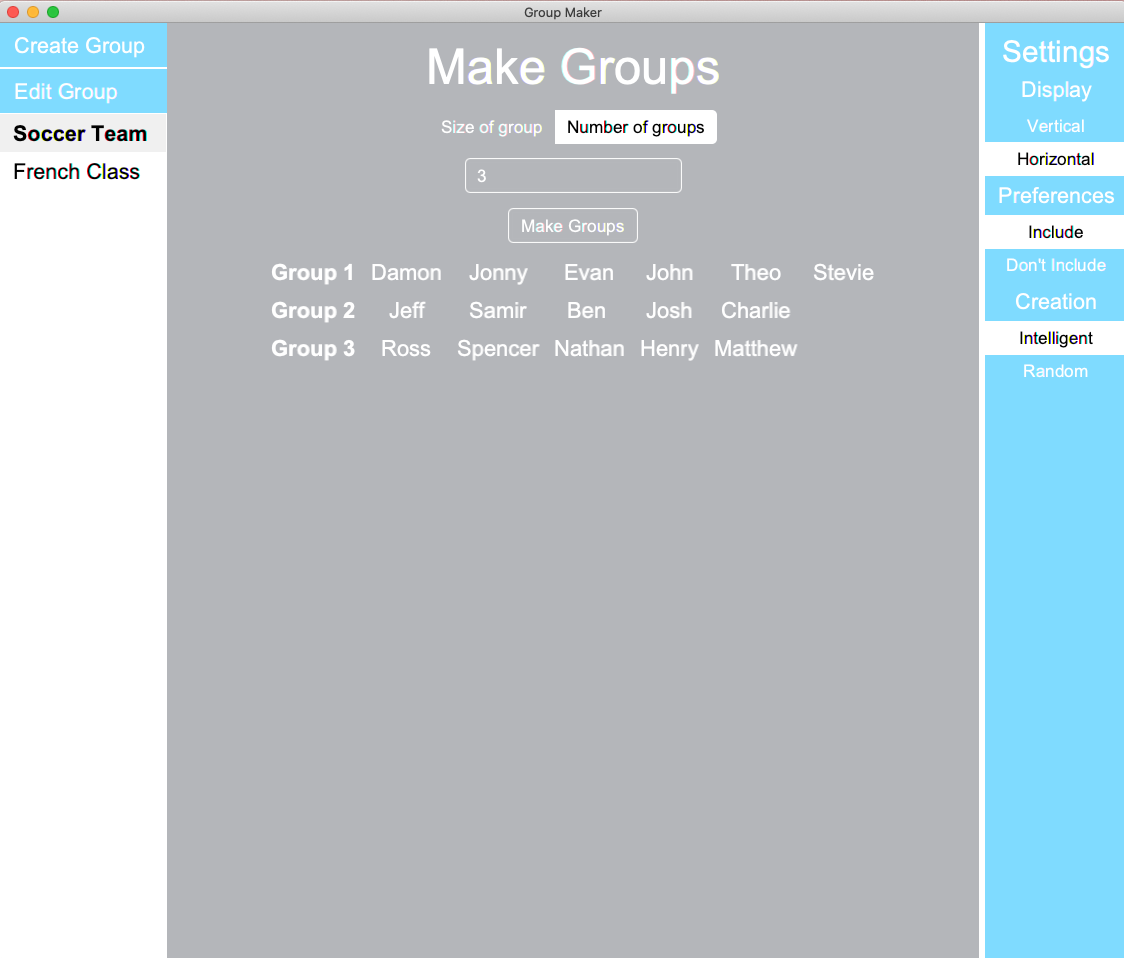 Group Maker
Create Group
Edit Group
Soccer Team
French Class
Make Groups
Size of group Number of groups
3
Make Groups
Group 1 Damon Jonny Evan John Theo Stevie
Group 2 Jeff Samir Ben Josh Charlie
Group 3 Ross Spencer Nathan Henry Matthew
Settings
Display
Vertical
Horizontal
Preferences
Include
Don't Include
Creation
Intelligent
Random